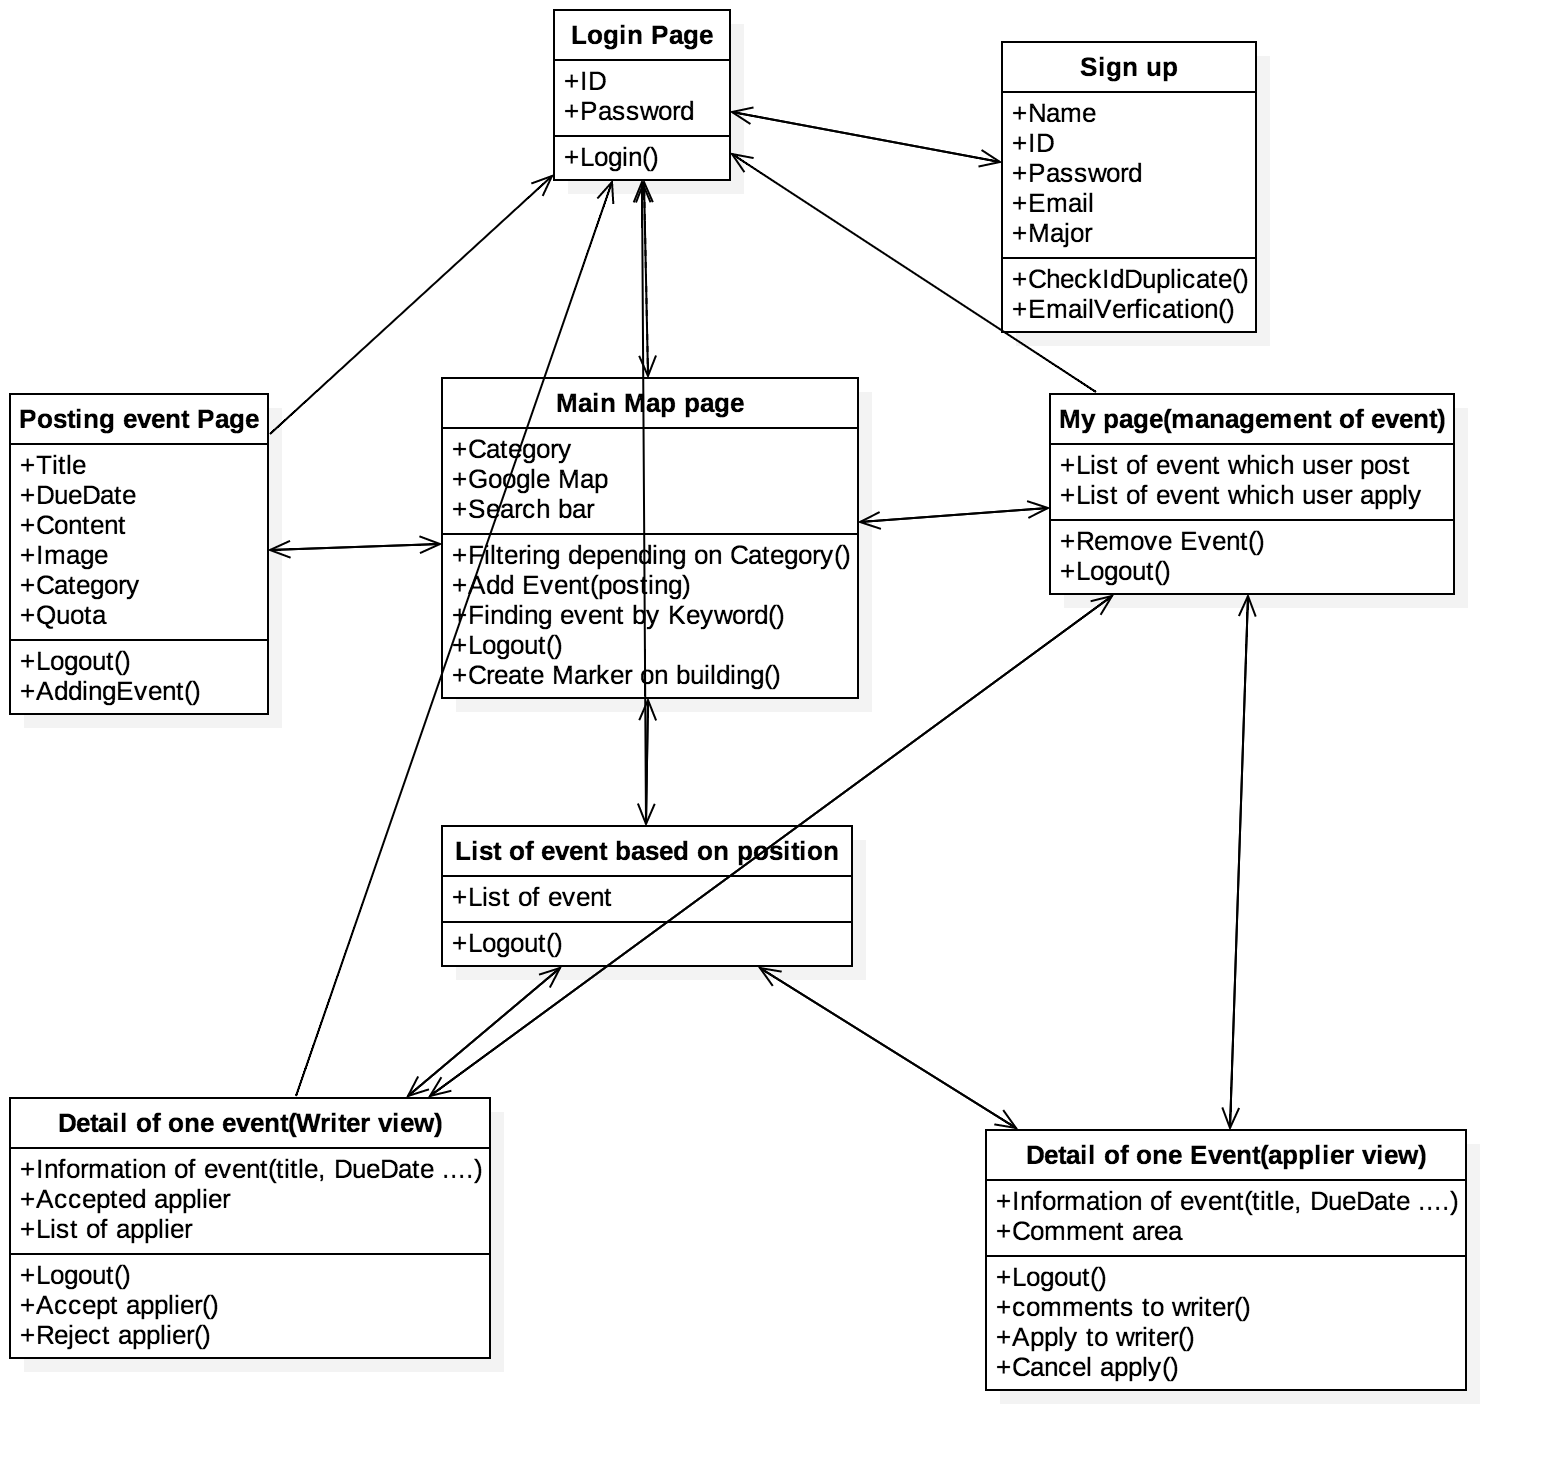 Login Page
+ID
+Password
+Login()
Sign up
+Name
+ID
+Password
+Email
+Major
+CheckIdDuplicate()
+EmailVerfication()
Posting event Page
+Title
+DueDate
+Content
+Image
+Category
+Quota
+Logout()
+AddingEvent()
Main Map page
+Category
+Google Map
+Search bar
+Filtering depending on Category()
+Add Event(posting)
+Finding event by Keyword()
+Logout()
+Create Marker on building()
My page(management of event)
+List of event which user post
+List of event which user apply
+Remove Event()
+Logout()
List of event based on position
+List of event
+Logout()
Detail of one event(Writer view)
+Information of event(title, DueDate ....)
+Accepted applier
+List of applier
+Logout()
+Accept applier()
+Reject applier()
Detail of one Event(applier view)
+Information of event(title, DueDate ....)
+Comment area
+Logout()
+comments to writer()
+Apply to writer()
+Cancel apply()